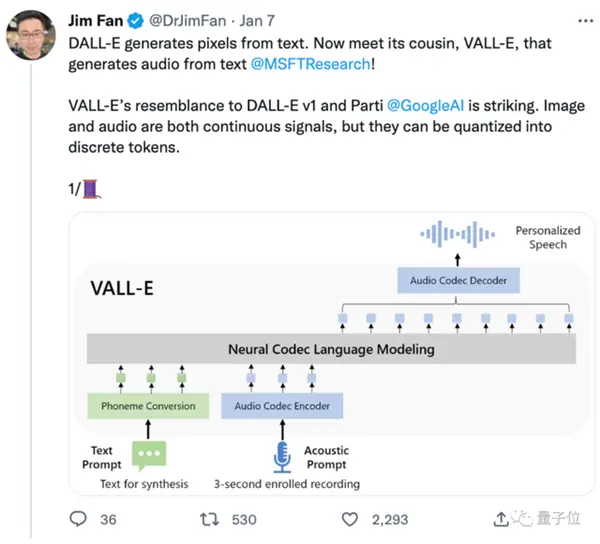 Jim Fan @DrJimFan · Jan 7
DALL-E generates pixels from text. Now meet its cousin, VALL-E, that
generates audio from text @MSFTResearch!
VALL-E's resemblance to DALL-E v1 and Parti @GoogleAI is striking. Image
and audio are both continuous signals, but they can be quantized into
discrete tokens.
1/🧵
Personalized
Speech
Audio Codec Decoder
VALL-E
Neural Codec Language Modeling
Phoneme Conversion
Audio Codec Encoder
Text
Prompt
Acoustic
Prompt
Text for synthesis
3-second enrolled recording
36
530
2,293
量子位